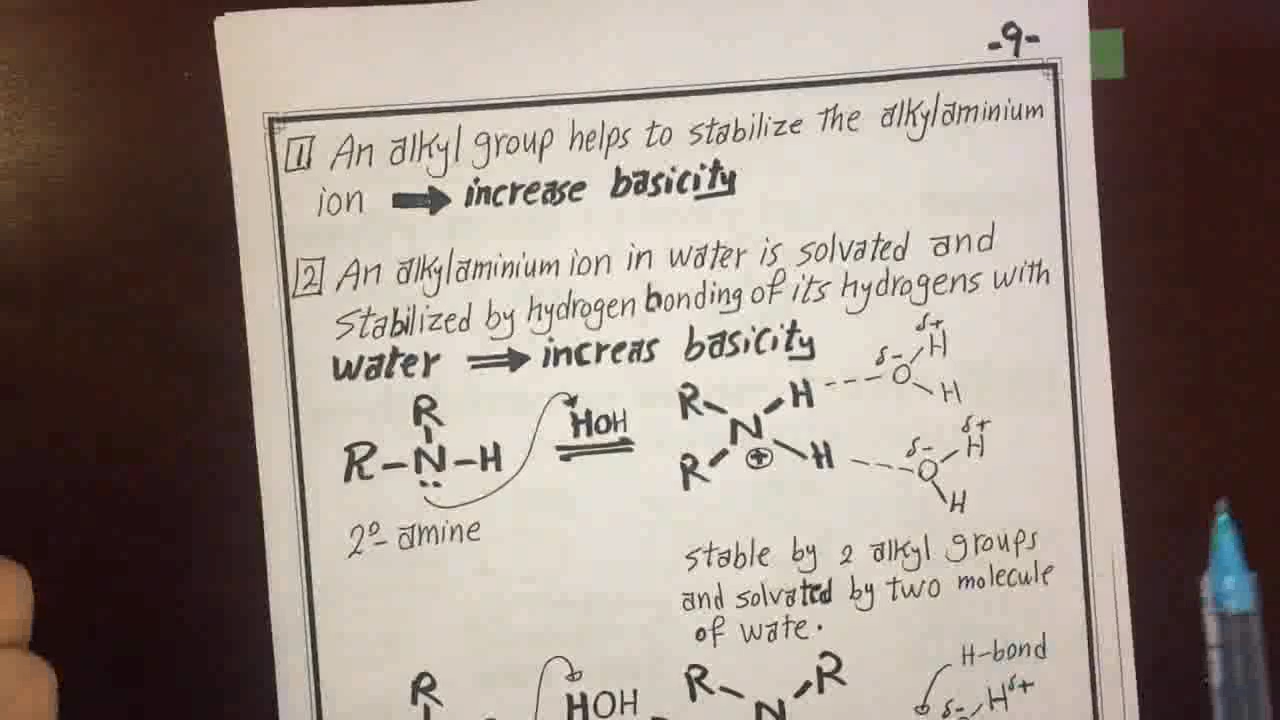 -9-
1 An alkyl group helps to stabilize the alkylaminium
ion → increase basicity
2 An alkylaminium ion in water is solvated and
stabilized by hydrogen bonding of its hydrogens with
water ⇒ increas basicity
R
R-N-H
HOH
R H
N
⊕
R H
δ- O
δ+ H
H
δ- O
δ+ H
H
2º- amine
stable by 2 alkyl groups
and solvated by two molecule
of wate.
H-bond
R
HOH
R R
N
δ- Hδ+